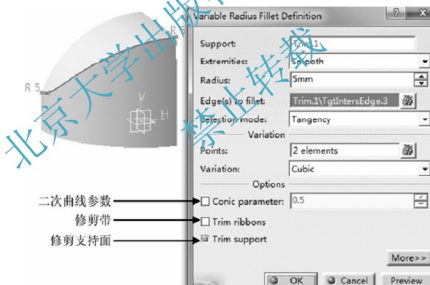 Variable Radius Fillet Definition
Support: Trim.1
Extremities: Smooth
Radius: 5mm
Edge(s) to fillet: Trim.1\TgtIntersEdge.3
Selection mode: Tangency
Variation
Points: 2 elements
Variation: Cubic
Options
二次曲线参数
Conic parameter: 0.5
修剪带
Trim ribbons
修剪支持面
Trim support
More>>
OK
Cancel
Preview
R 5
R
V
H
北京大学出版
禁止转载